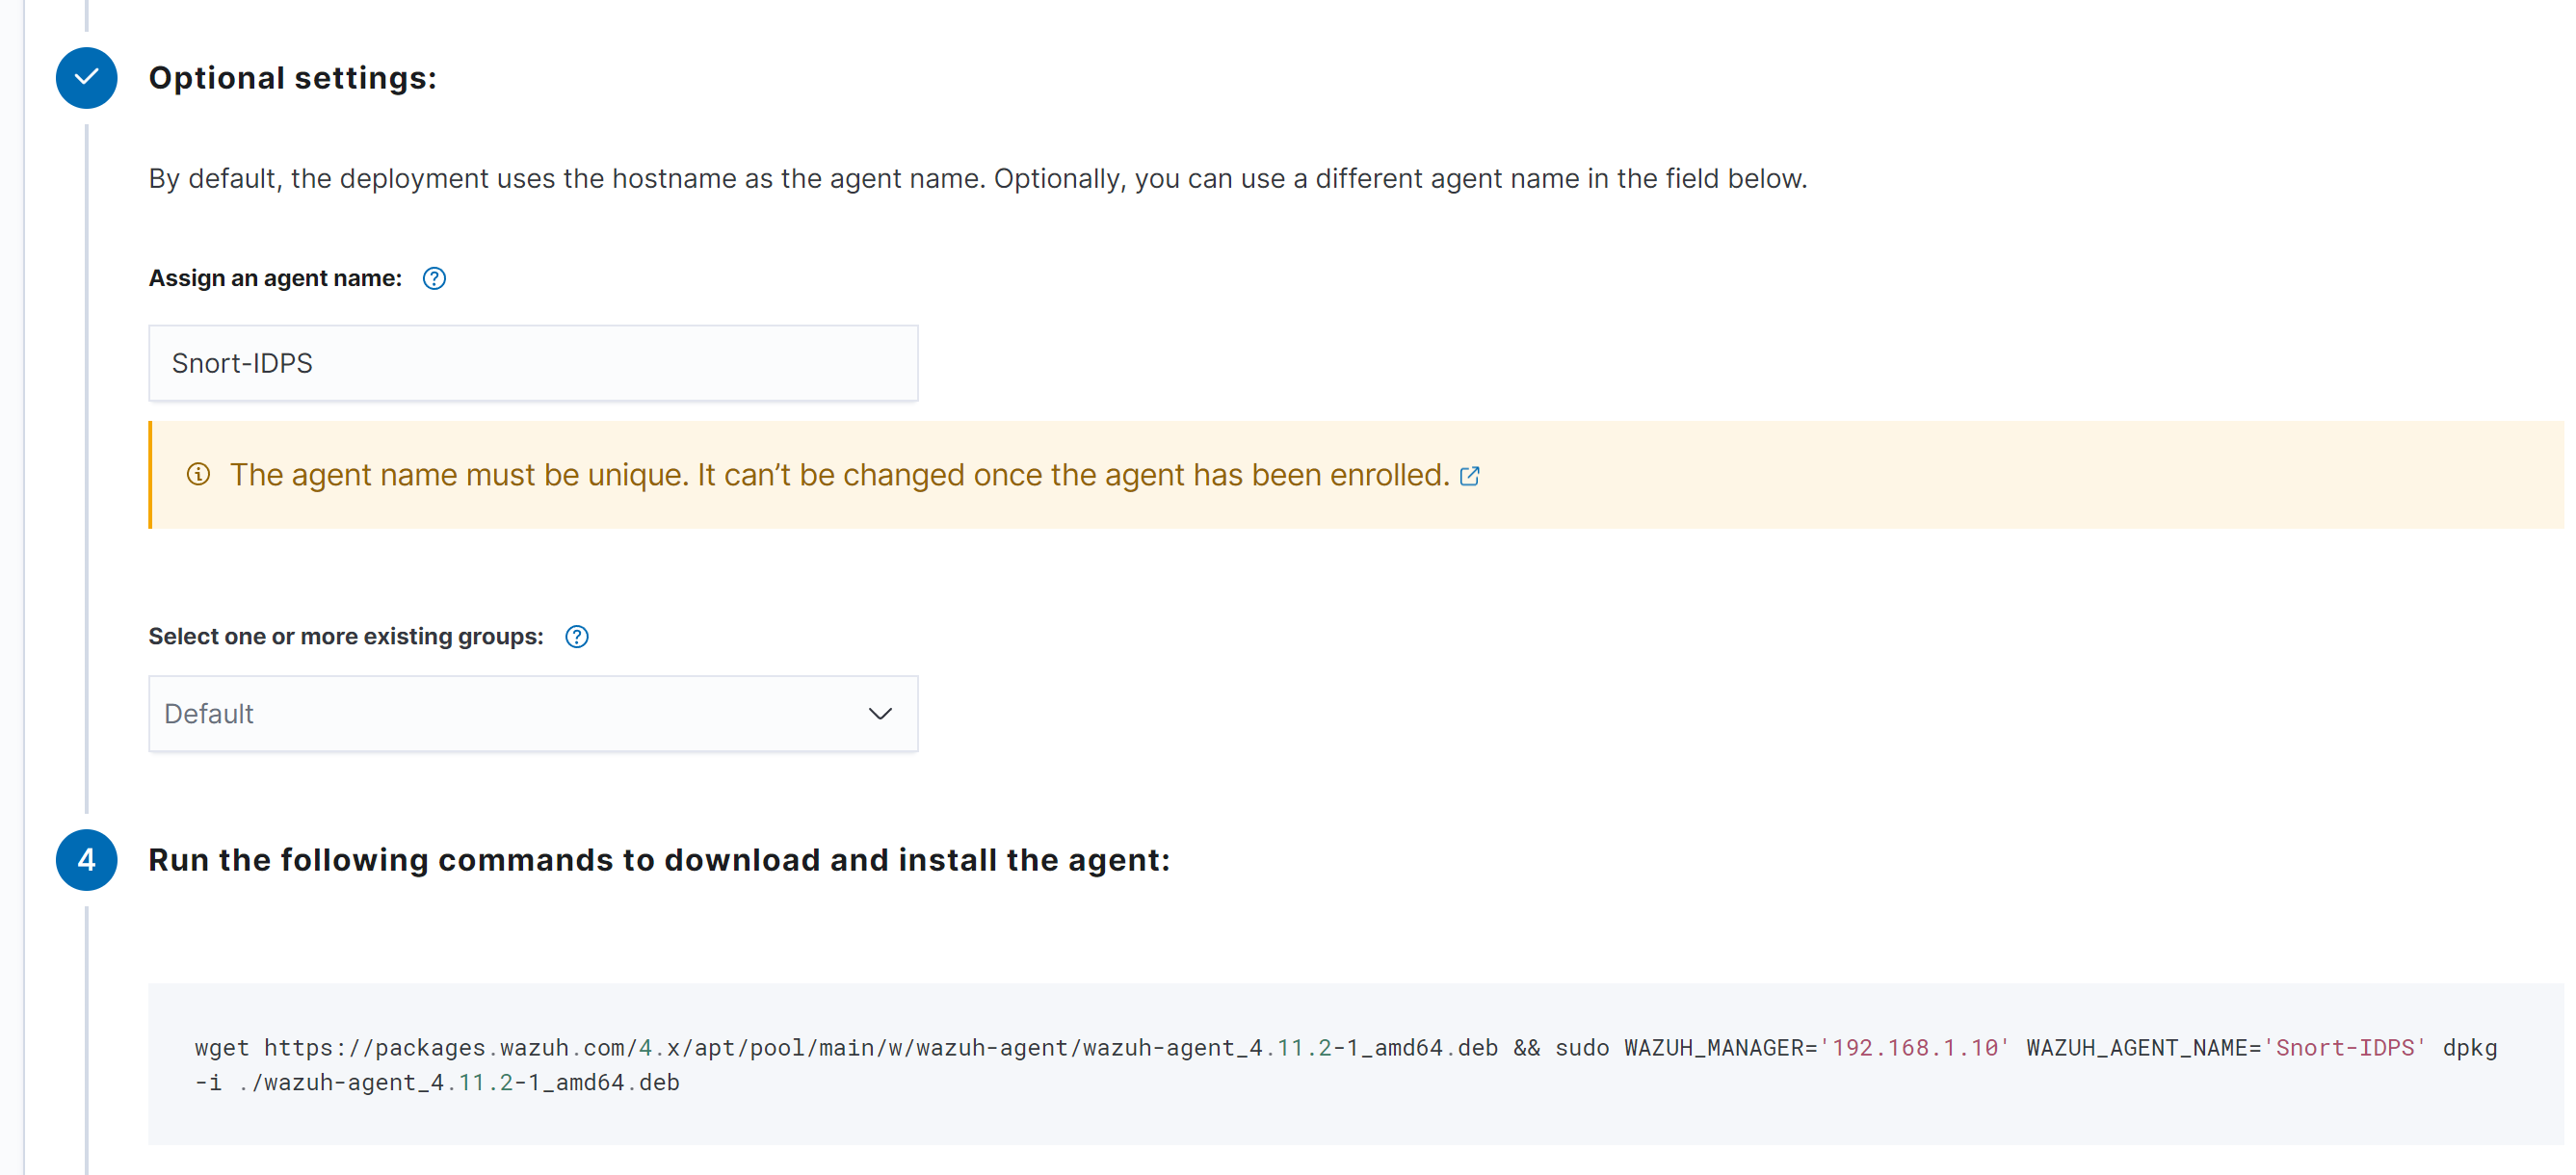 Optional settings:
By default, the deployment uses the hostname as the agent name. Optionally, you can use a different agent name in the field below.
Assign an agent name:
Snort-IDPS
The agent name must be unique. It can’t be changed once the agent has been enrolled.
Select one or more existing groups:
Default
4
Run the following commands to download and install the agent:
wget https://packages.wazuh.com/4.x/apt/pool/main/w/wazuh-agent/wazuh-agent_4.11.2-1_amd64.deb && sudo WAZUH_MANAGER='192.168.1.10' WAZUH_AGENT_NAME='Snort-IDPS' dpkg
-i ./wazuh-agent_4.11.2-1_amd64.deb